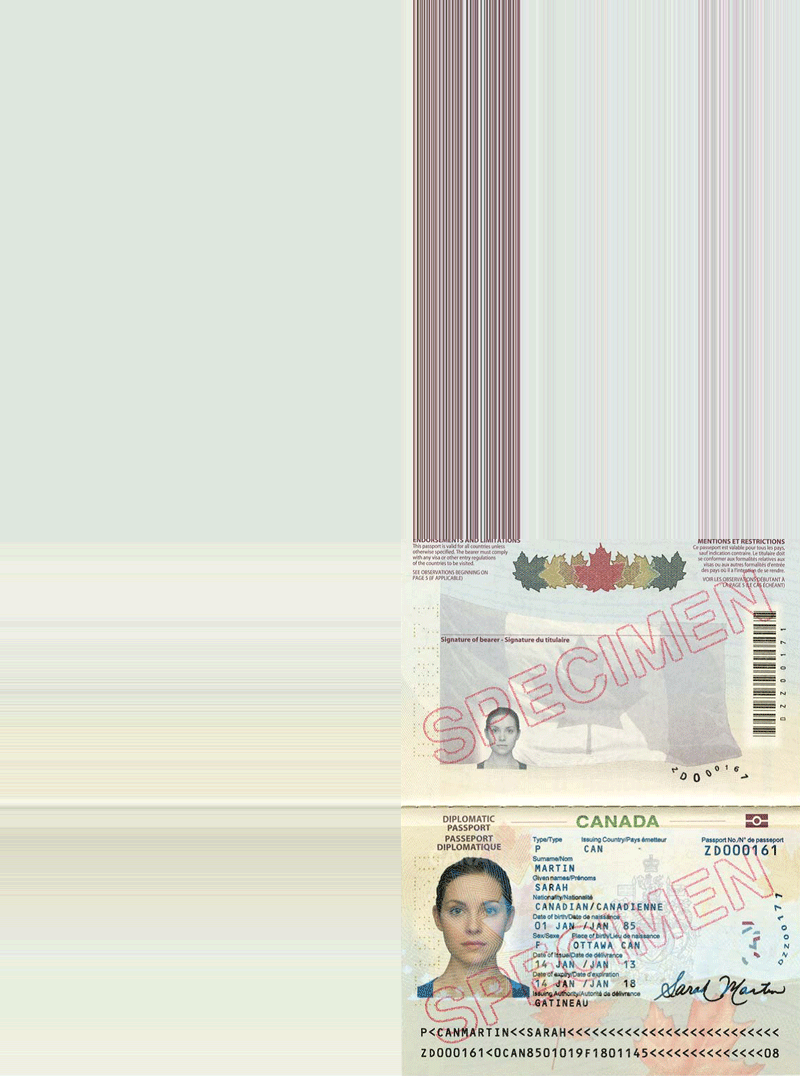 ENDORSEMENTS AND LIMITATIONS
This passport is valid for all countries unless
otherwise specified. The bearer must comply
with any visa or other entry regulations
of the countries to be visited.
SEE OBSERVATIONS BEGINNING ON
PAGE 5 (IF APPLICABLE)
MENTIONS ET RESTRICTIONS
Ce passeport est valable pour tous les pays,
sauf indication contraire. Le titulaire doit
se conformer aux formalités relatives aux
visas ou aux autres formalités d'entrée
des pays où il a l'intention de se rendre.
VOIR LES OBSERVATIONS DÉBUTANT À
LA PAGE 5 (LE CAS ÉCHÉANT)
SPECIMEN
Signature of bearer - Signature du titulaire
0ZZ00171
ZD000161
DIPLOMATIC
PASSPORT
PASSEPORT
DIPLOMATIQUE
CANADA
Type/Type Issuing Country/Pays émetteur Passport No./N° de passeport
P CAN ZD000161
Surname/Nom
MARTIN
Given names/Prénoms
SARAH
Nationality/Nationalité
CANADIAN/CANADIENNE
Date of birth/Date de naissance
01 JAN /JAN 85
Sex/Sexe Place of birth/Lieu de naissance
F OTTAWA CAN
Date of issue/Date de délivrance
14 JAN /JAN 13
Date of expiry/Date d'expiration
14 JAN /JAN 18
Issuing Authority/Autorité de délivrance
GATINEAU
Sarah Martin
SPECIMEN
P<CANMARTIN<<SARAH<<<<<<<<<<<<<<<<<<<<<<<<<<
ZD000161<0CAN8501019F1801145<<<<<<<<<<<<<<08